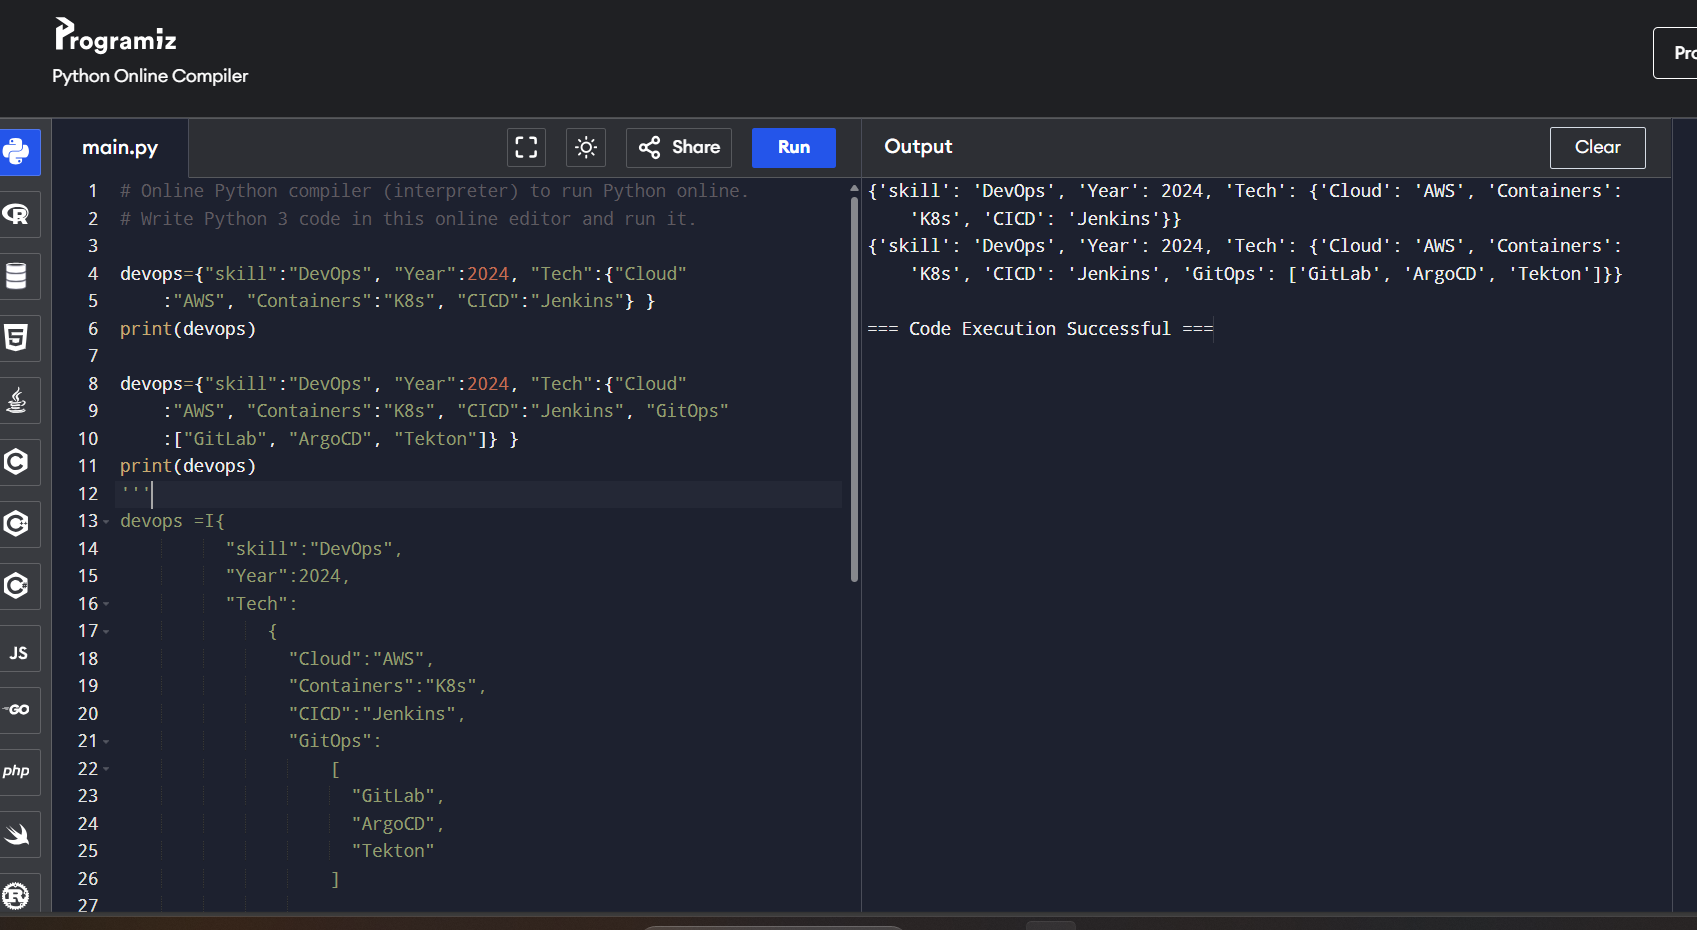 Programiz
Python Online Compiler
main.py
Share
Run
Output
Clear
1 # Online Python compiler (interpreter) to run Python online.
2 # Write Python 3 code in this online editor and run it.
3
4 devops={"skill":"DevOps", "Year":2024, "Tech":{"Cloud"
5 :"AWS", "Containers":"K8s", "CICD":"Jenkins"} }
6 print(devops)
7
8 devops={"skill":"DevOps", "Year":2024, "Tech":{"Cloud"
9 :"AWS", "Containers":"K8s", "CICD":"Jenkins", "GitOps"
10 :["GitLab", "ArgoCD", "Tekton"]} }
11 print(devops)
12 '''
13 devops =I{
14 "skill":"DevOps",
15 "Year":2024,
16 "Tech":
17 {
18 "Cloud":"AWS",
19 "Containers":"K8s",
20 "CICD":"Jenkins",
21 "GitOps":
22 [
23 "GitLab",
24 "ArgoCD",
25 "Tekton"
26 ]
27
{'skill': 'DevOps', 'Year': 2024, 'Tech': {'Cloud': 'AWS', 'Containers':
'K8s', 'CICD': 'Jenkins'}}
{'skill': 'DevOps', 'Year': 2024, 'Tech': {'Cloud': 'AWS', 'Containers':
'K8s', 'CICD': 'Jenkins', 'GitOps': ['GitLab', 'ArgoCD', 'Tekton']}}
=== Code Execution Successful ===
R
5
C
C
C
JS
GO
php
R